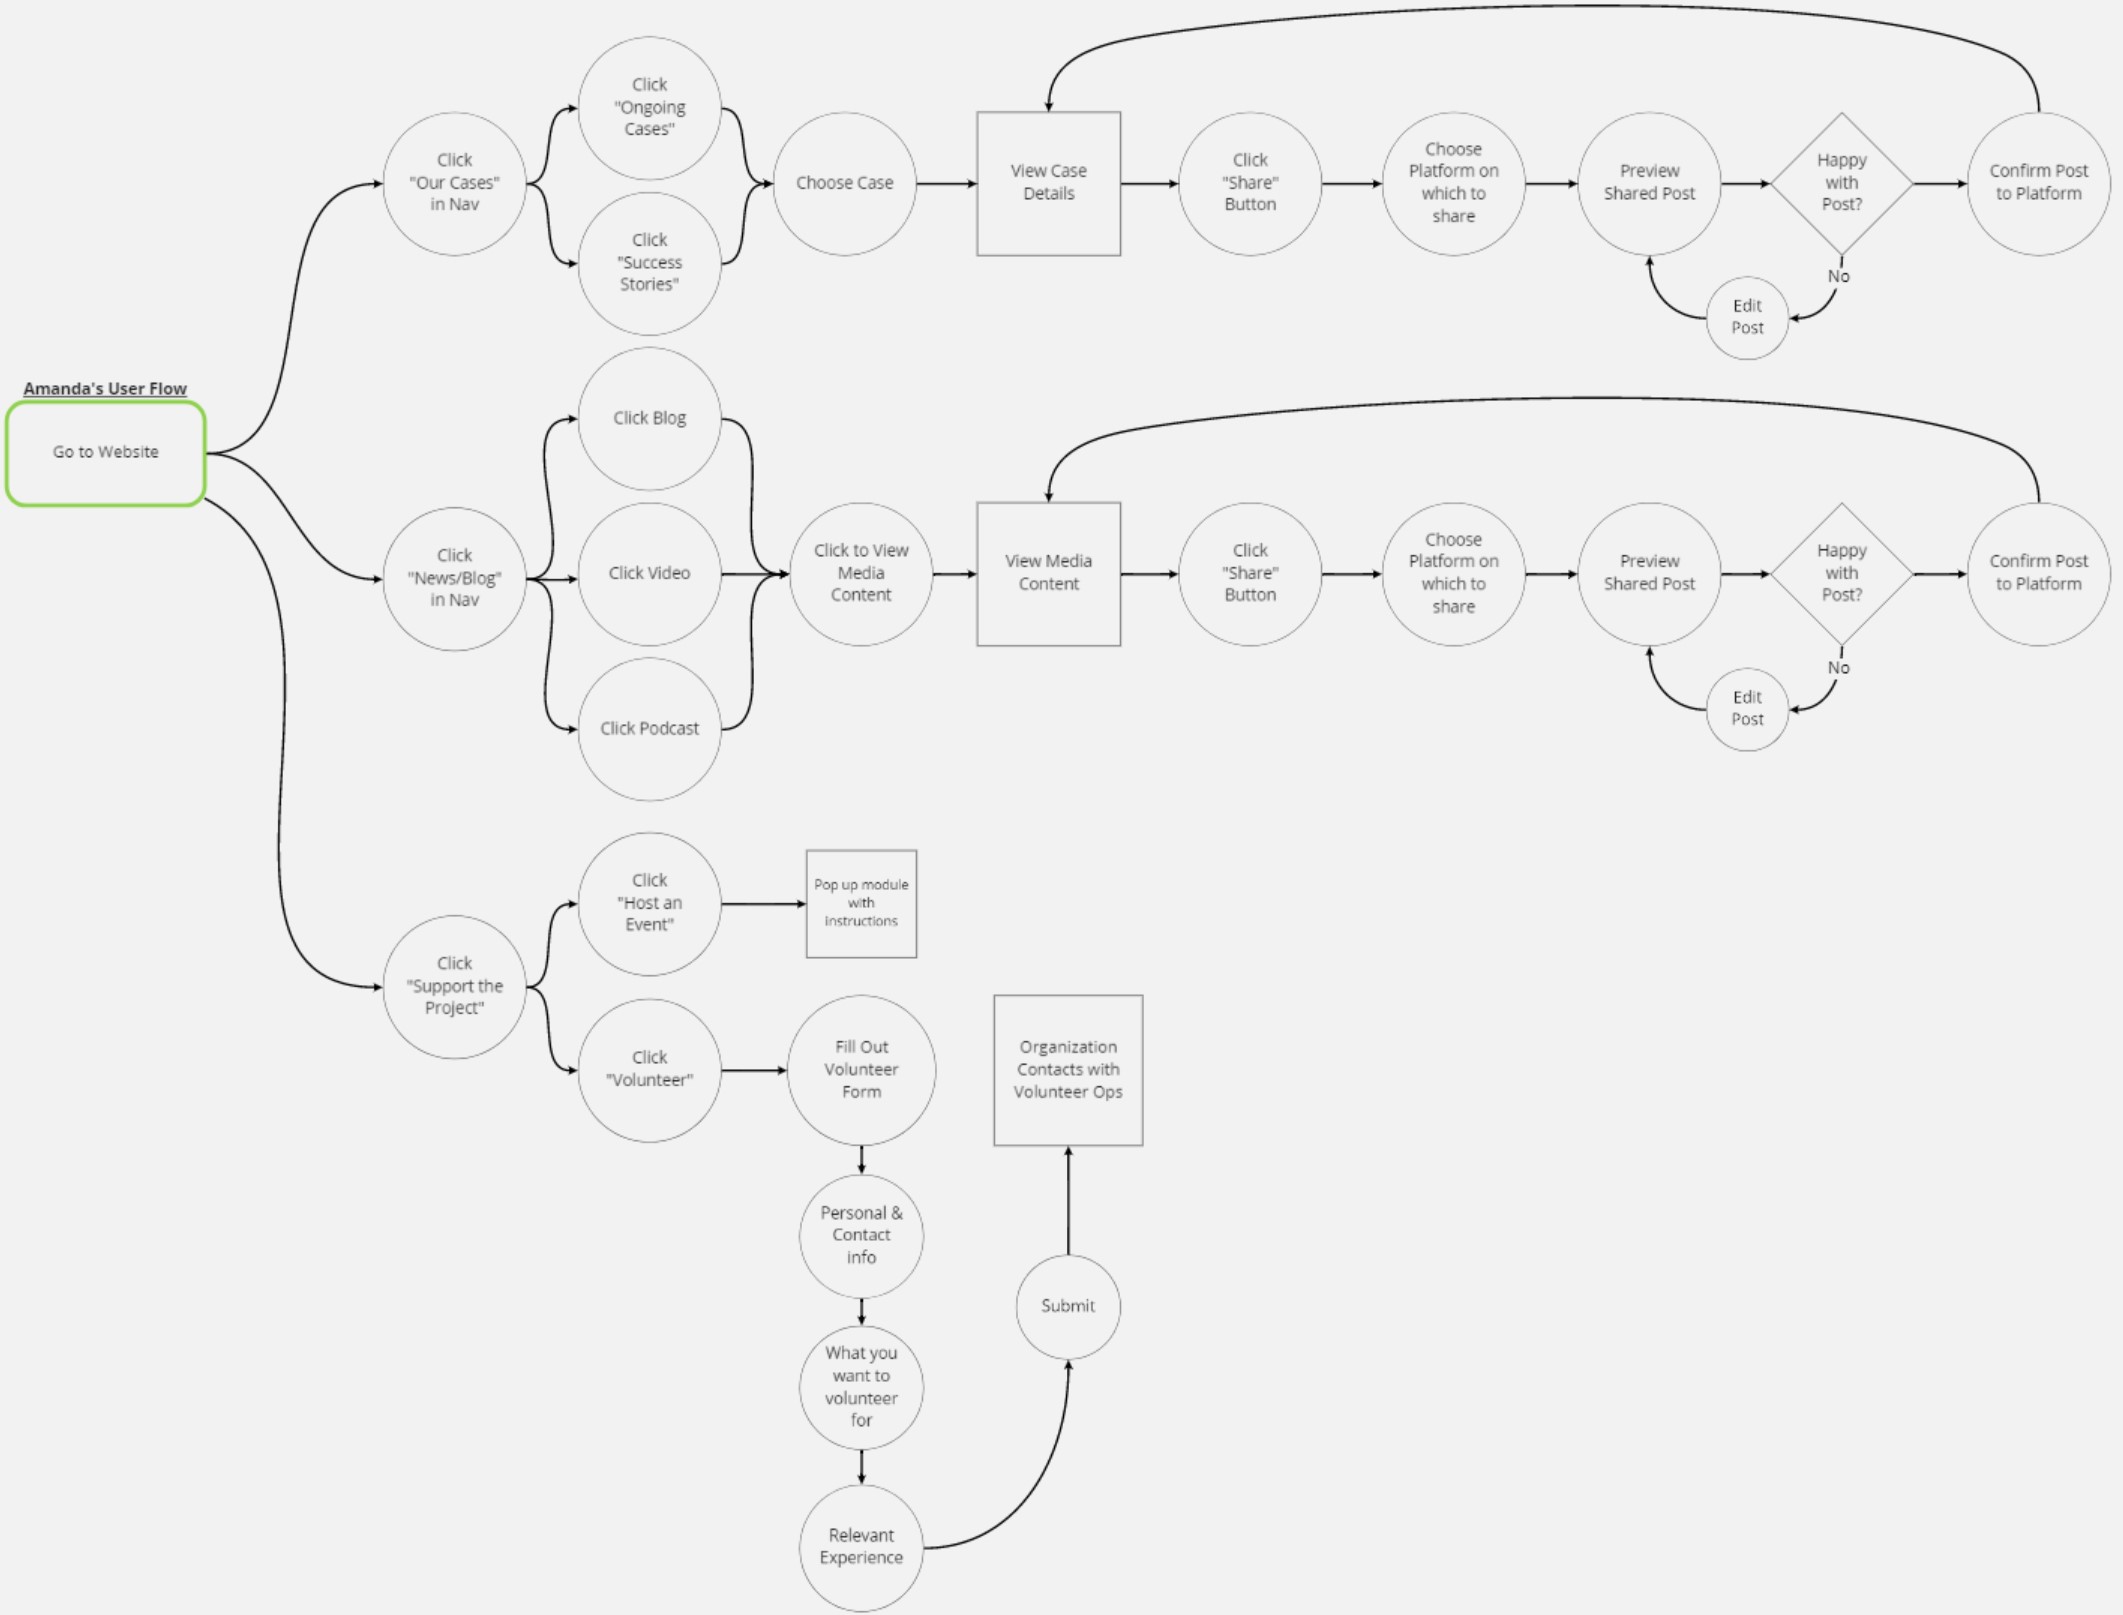 Amanda's User Flow
Go to Website
Click
"Our Cases"
in Nav
Click
"Ongoing
Cases"
Click
"Success
Stories"
Choose Case
View Case
Details
Click
"Share"
Button
Choose
Platform on
which to
share
Preview
Shared Post
Happy
with
Post?
No
Edit
Post
Confirm Post
to Platform
Click
"News/Blog"
in Nav
Click Blog
Click Video
Click Podcast
Click to View
Media
Content
View Media
Content
Click
"Share"
Button
Choose
Platform on
which to
share
Preview
Shared Post
Happy
with
Post?
No
Edit
Post
Confirm Post
to Platform
Click
"Support the
Project"
Click
"Host an
Event"
Pop up module
with
instructions
Click
"Volunteer"
Fill Out
Volunteer
Form
Personal &
Contact
info
What you
want to
volunteer
for
Relevant
Experience
Submit
Organization
Contacts with
Volunteer Ops